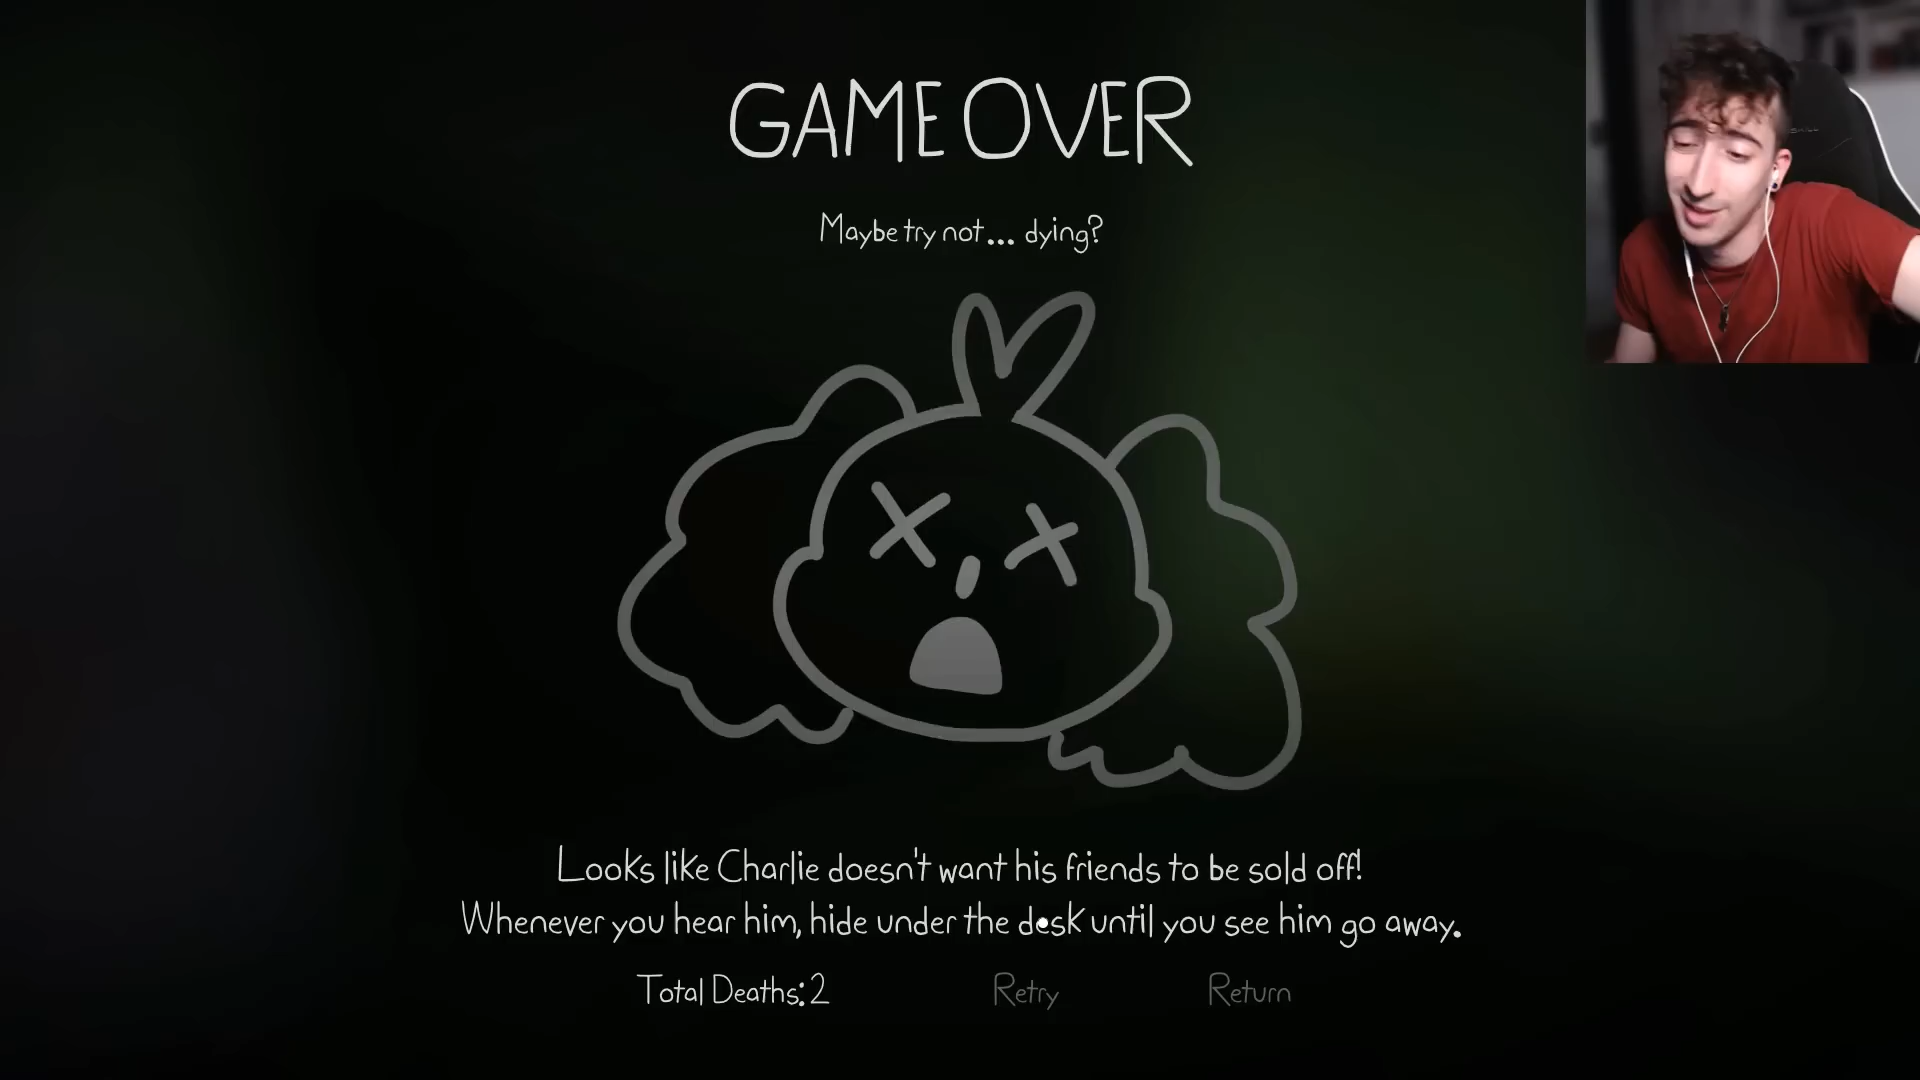 GAME OVER
Maybe try not... dying?
Looks like Charlie doesn't want his friends to be sold off!
Whenever you hear him, hide under the desk until you see him go away.
Total Deaths: 2
Retry
Return